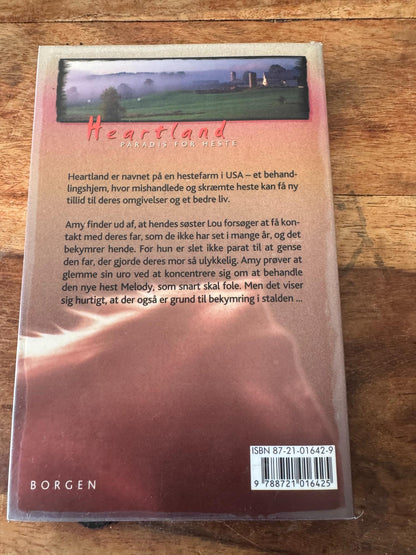 Heartland
PARADIS FOR HESTE
Heartland er navnet på en hestefarm i USA – et behand-
lingshjem, hvor mishandlede og skræmte heste kan få ny
tillid til deres omgivelser og et bedre liv.
Amy finder ud af, at hendes søster Lou forsøger at få kon-
takt med deres far, som de ikke har set i mange år, og det
bekymrer hende. For hun er slet ikke parat til at gense
den far, der gjorde deres mor så ulykkelig. Amy prøver at
glemme sin uro ved at koncentrere sig om at behandle
den nye hest Melody, som snart skal fole. Men det viser
sig hurtigt, at der også er grund til bekymring i stalden ...
ISBN 87-21-01642-9
9 788721 016425
BORGEN